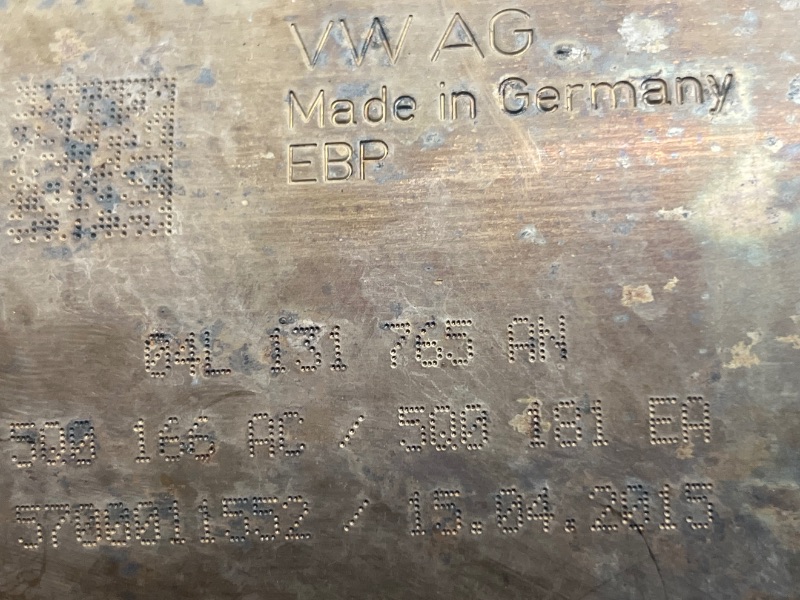 VW AG
Made in Germany
EBP
04L 131 765 AN
5Q0 166 AC / 5Q0 181 EA
5700011552 / 15.04.2015